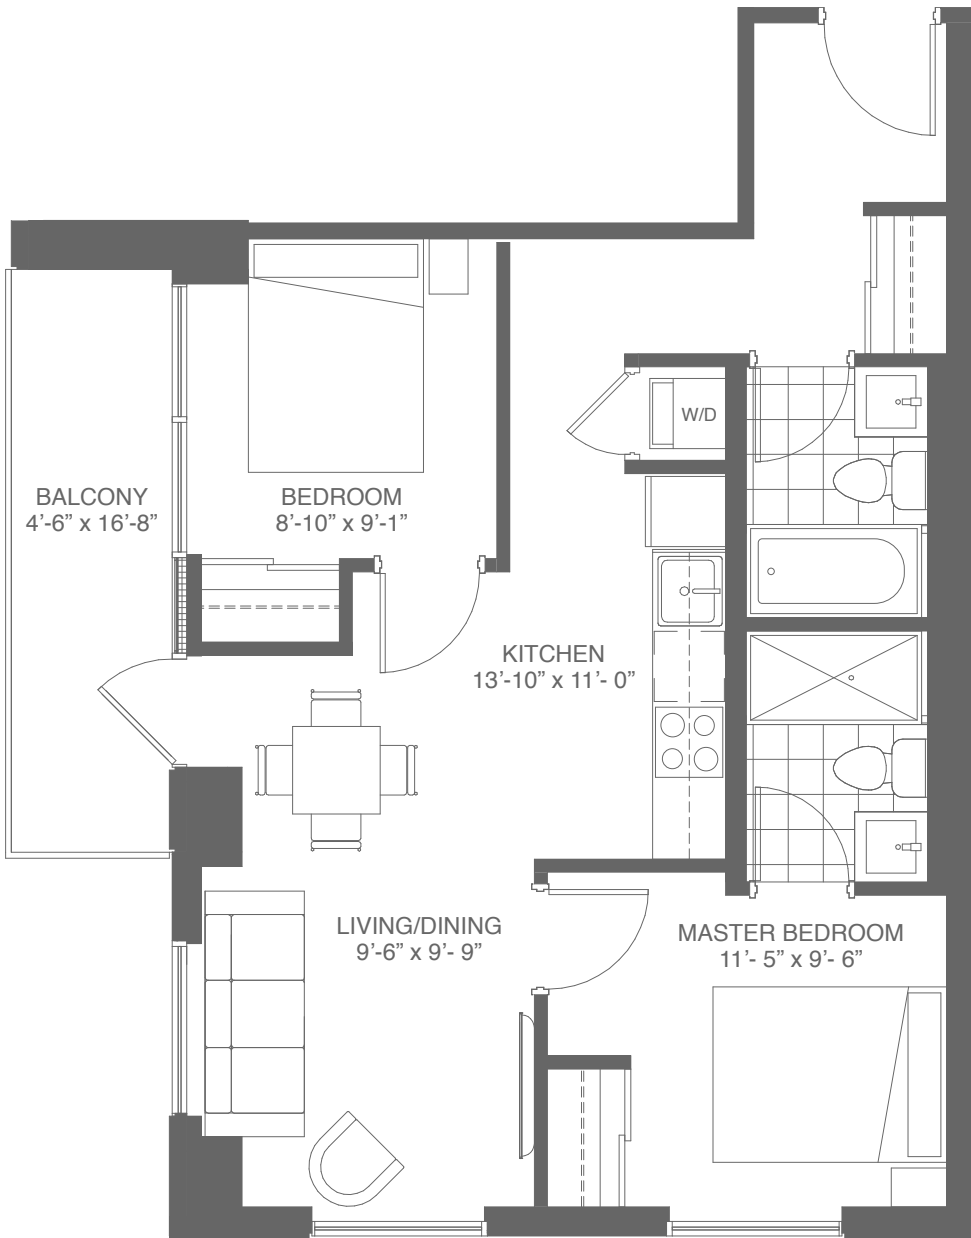 W/D
BALCONY
4’-6” x 16’-8”
BEDROOM
8’-10” x 9’-1”
KITCHEN
13’-10” x 11’- 0”
LIVING/DINING
9’-6” x 9’- 9”
MASTER BEDROOM
11’- 5” x 9’- 6”